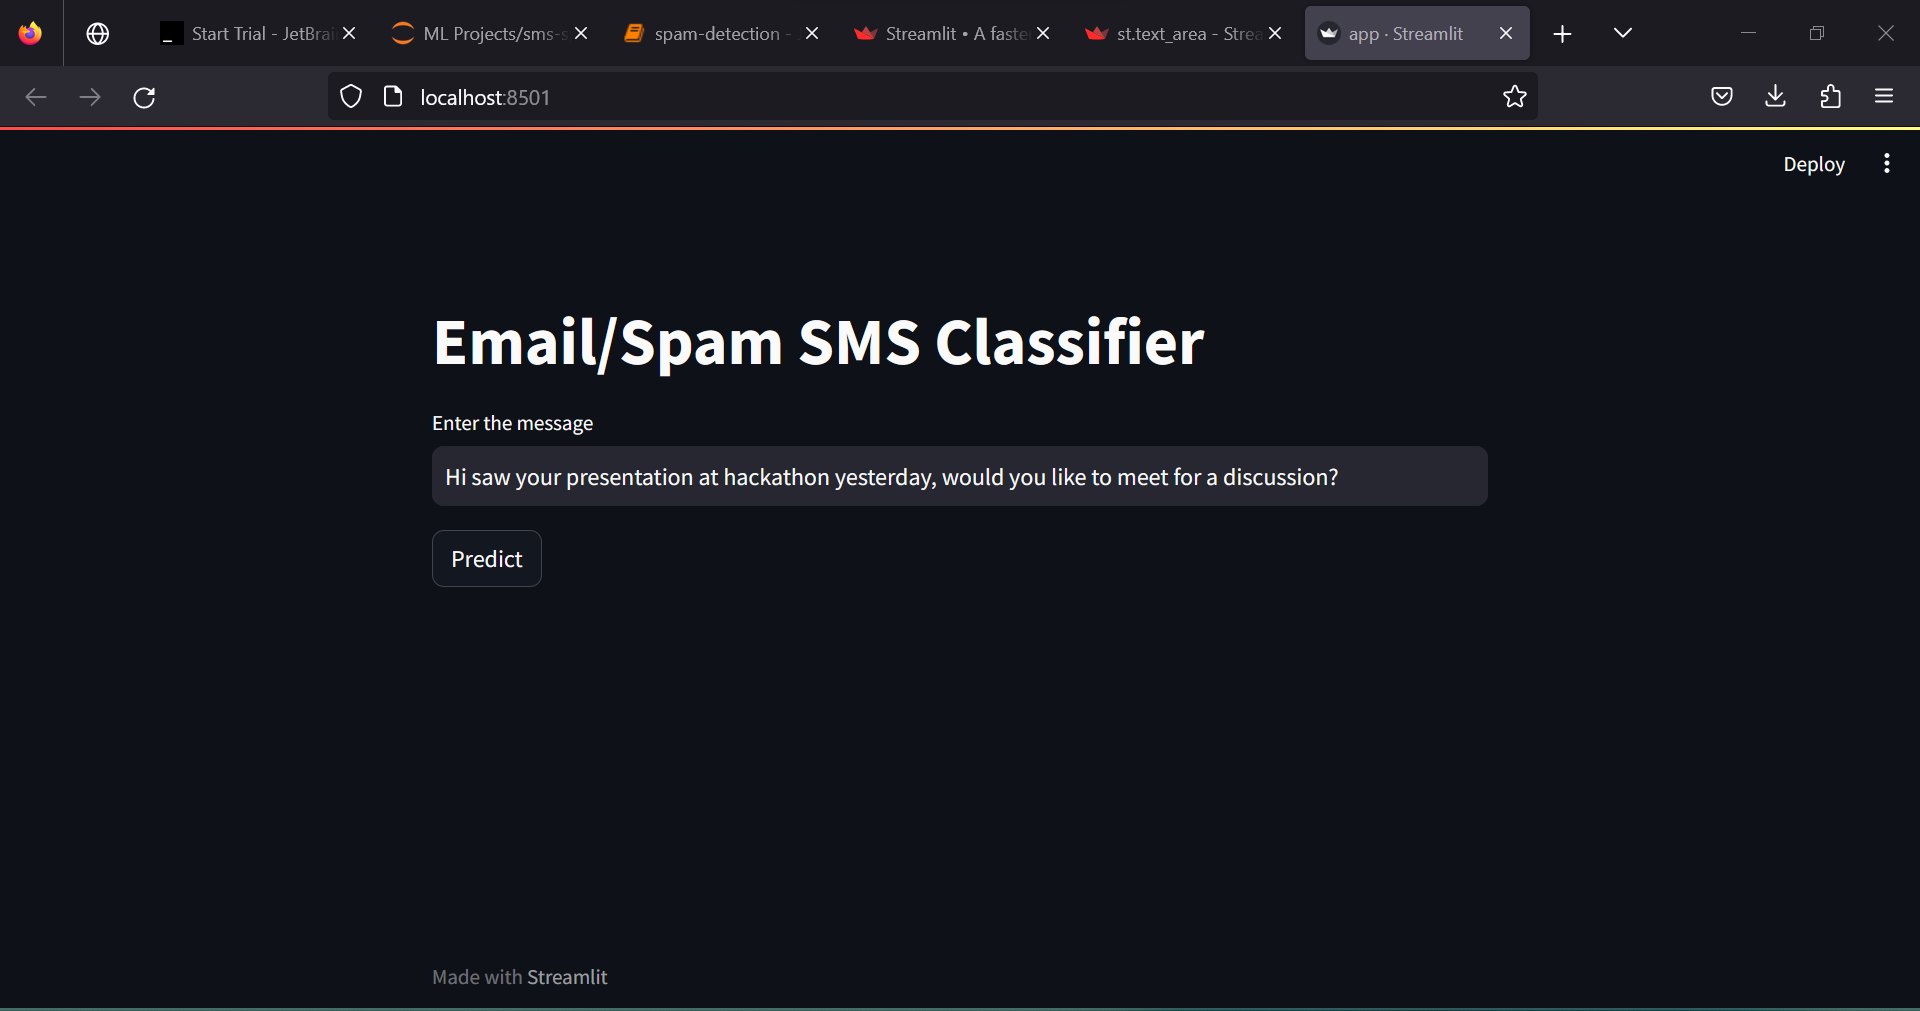 Start Trial - JetBrai
ML Projects/sms-s
spam-detection -
Streamlit • A faste
st.text_area - Strea
app · Streamlit
localhost:8501
Deploy
Email/Spam SMS Classifier
Enter the message
Hi saw your presentation at hackathon yesterday, would you like to meet for a discussion?
Predict
Made with Streamlit